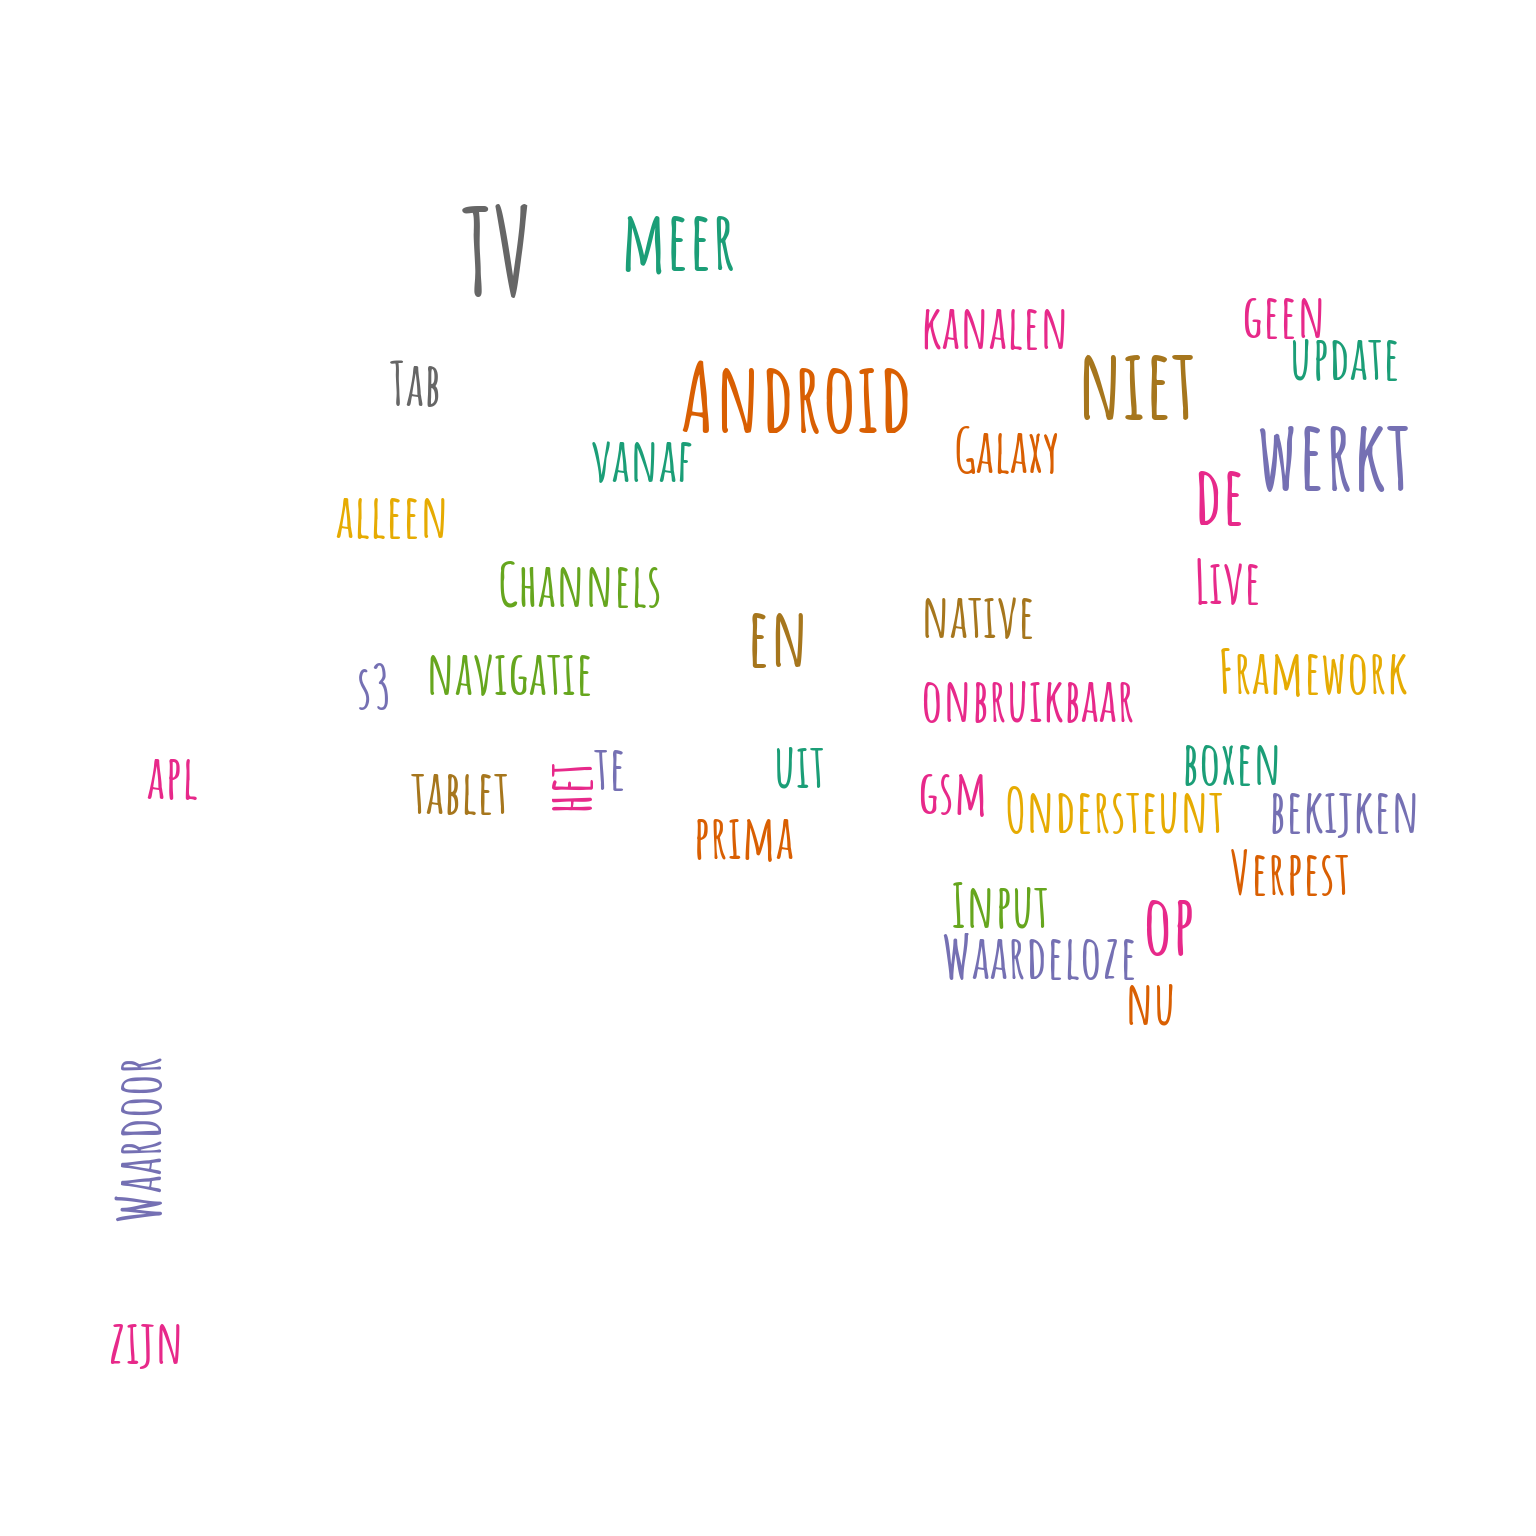 TV
meer
kanalen
geen
update
Tab
Android
niet
vanaf
Galaxy
werkt
de
alleen
Channels
Live
native
en
s3
navigatie
Framework
onbruikbaar
apl
tablet
het
te
uit
gsm
boxen
Ondersteunt
bekijken
prima
Verpest
Input
op
Waardeloze
nu
Waardoor
zijn